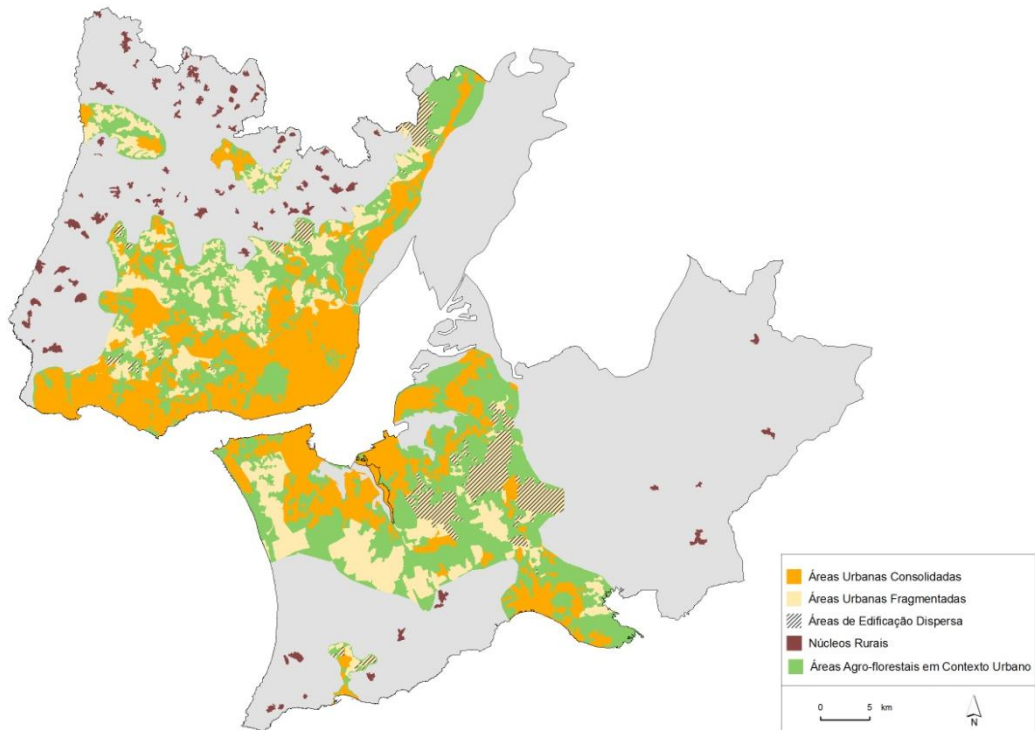 Áreas Urbanas Consolidadas
Áreas Urbanas Fragmentadas
Áreas de Edificação Dispersa
Núcleos Rurais
Áreas Agro-florestais em Contexto Urbano
0 5 km
N